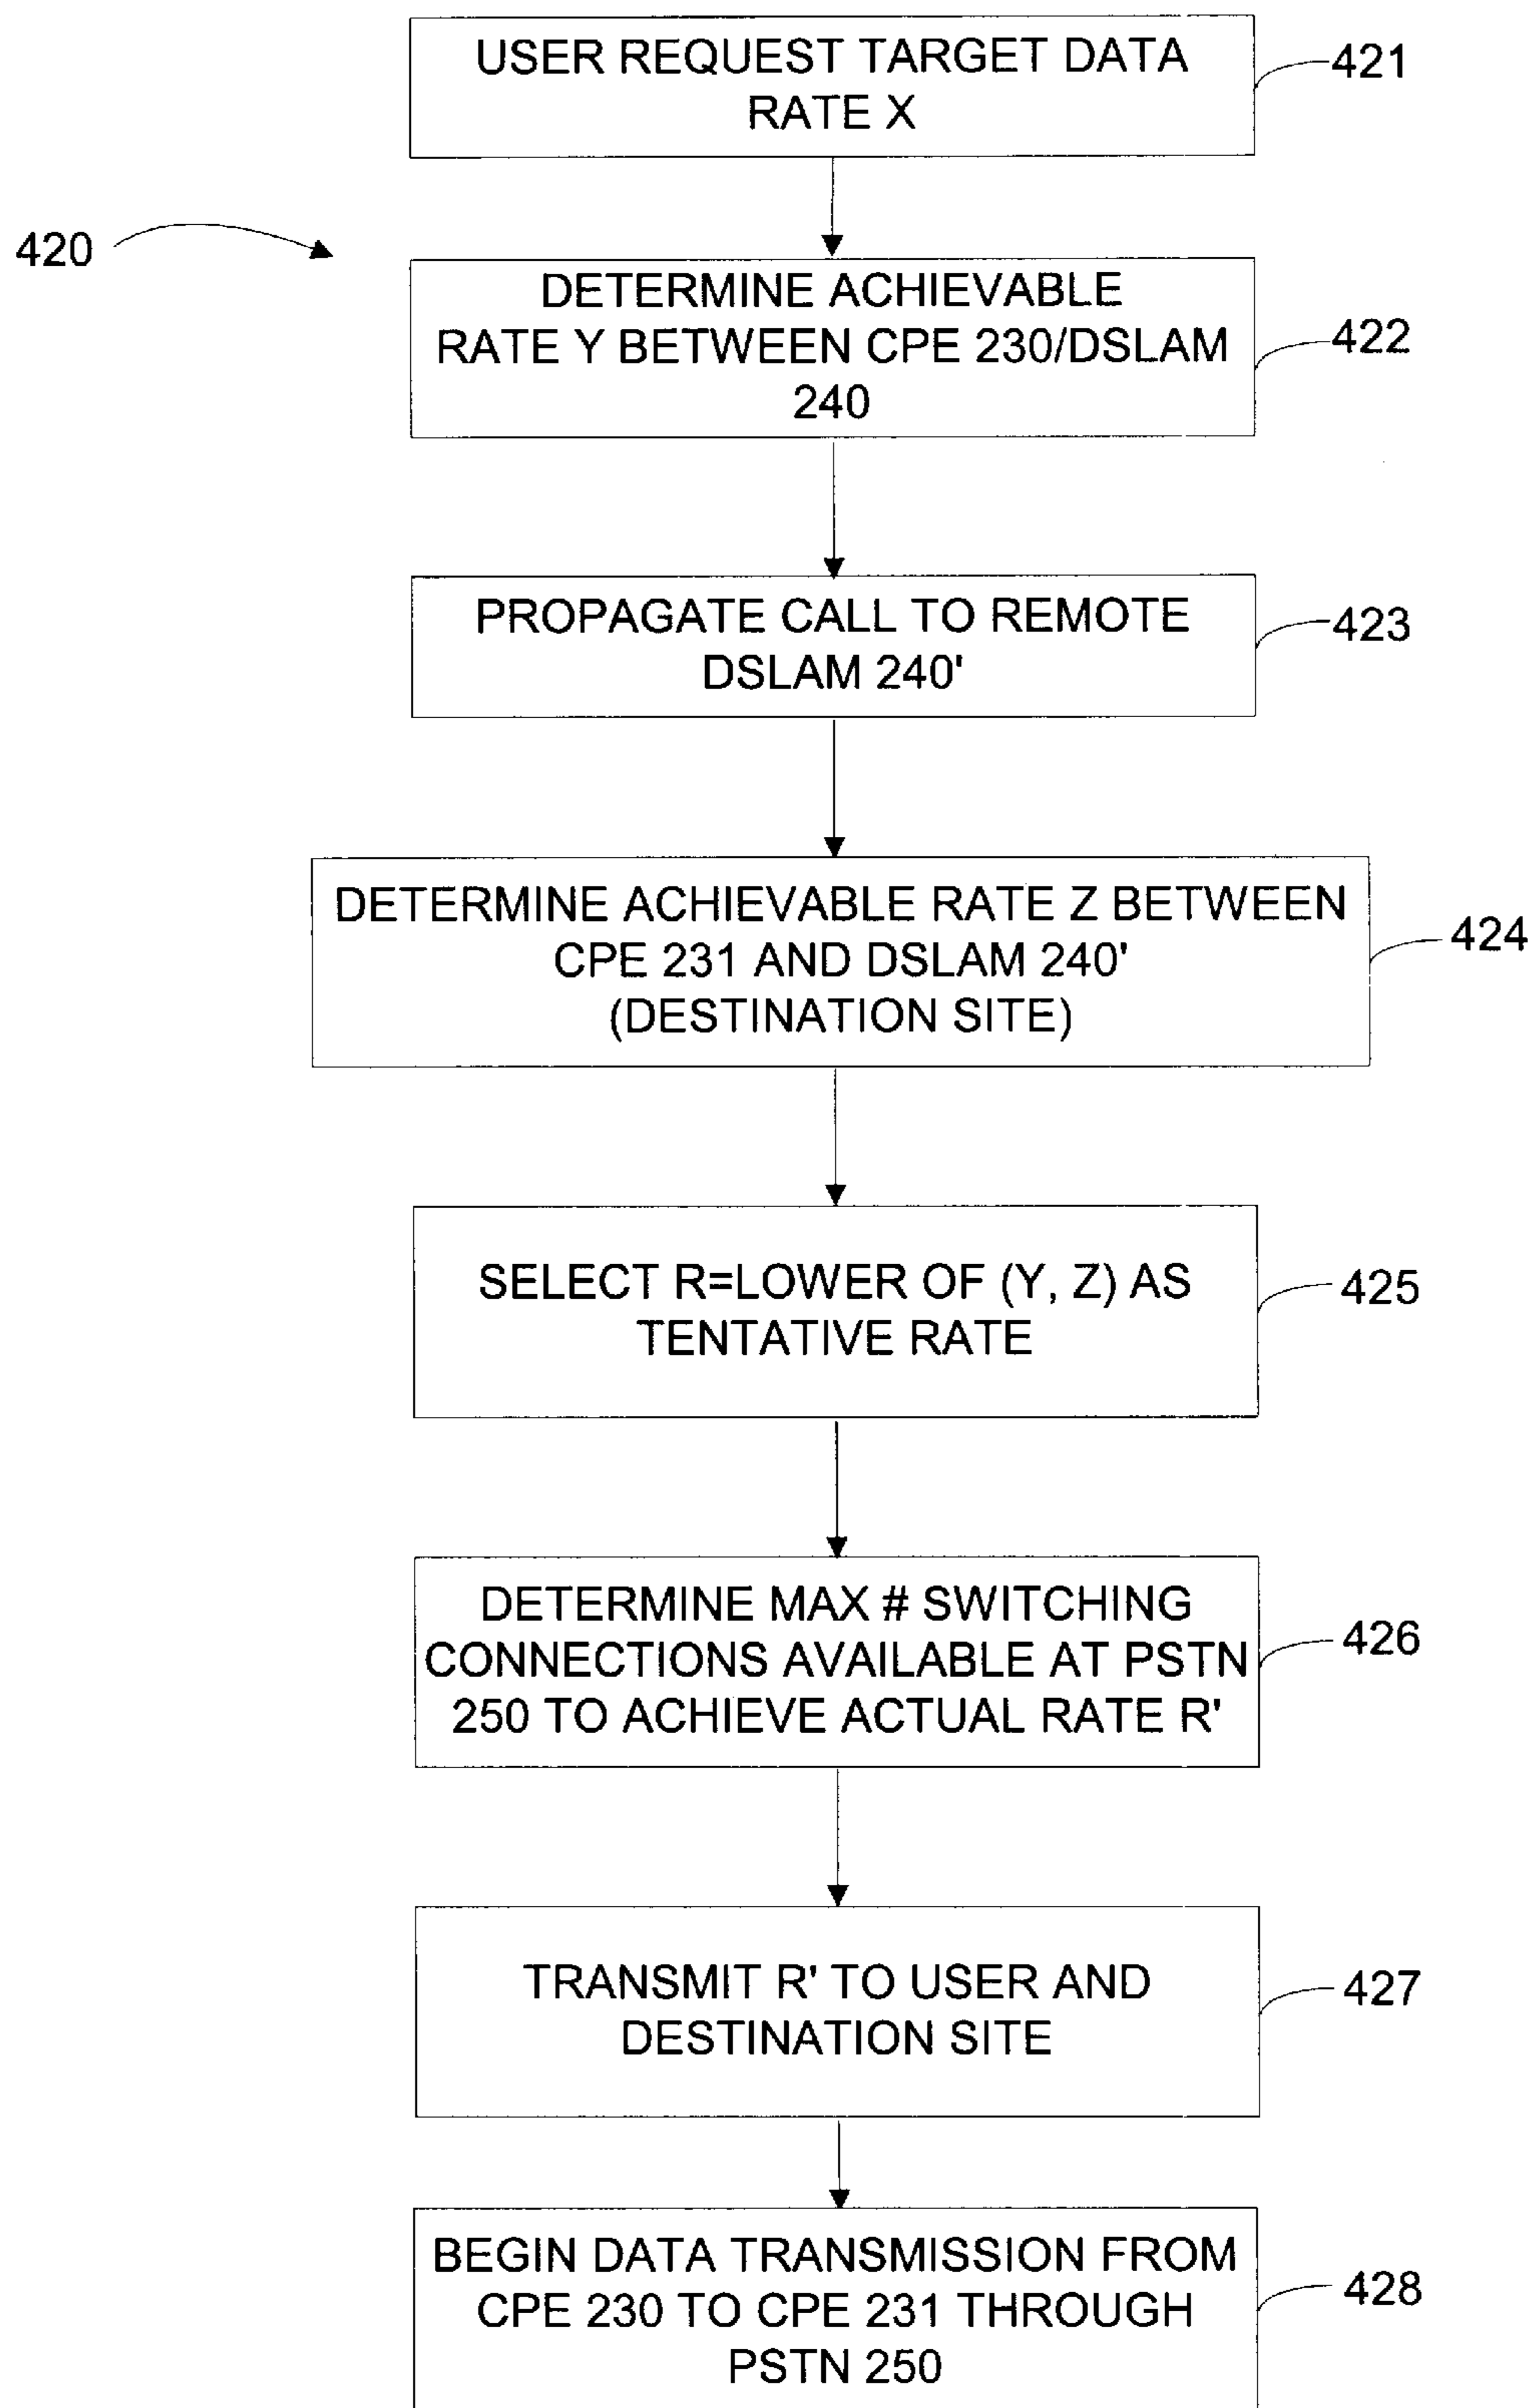 USER REQUEST TARGET DATA
RATE X
421
420
DETERMINE ACHIEVABLE
RATE Y BETWEEN CPE 230/DSLAM
240
422
PROPAGATE CALL TO REMOTE
DSLAM 240'
423
DETERMINE ACHIEVABLE RATE Z BETWEEN
CPE 231 AND DSLAM 240'
(DESTINATION SITE)
424
SELECT R=LOWER OF (Y, Z) AS
TENTATIVE RATE
425
DETERMINE MAX # SWITCHING
CONNECTIONS AVAILABLE AT PSTN
250 TO ACHIEVE ACTUAL RATE R'
426
TRANSMIT R' TO USER AND
DESTINATION SITE
427
BEGIN DATA TRANSMISSION FROM
CPE 230 TO CPE 231 THROUGH
PSTN 250
428